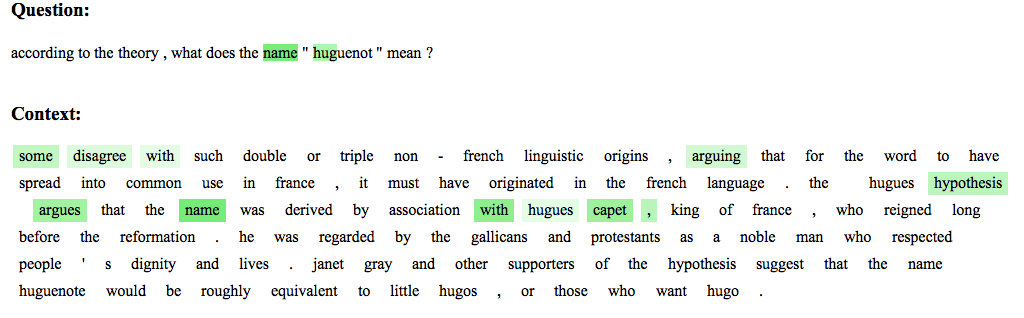 Question:
according to the theory , what does the name " huguenot " mean ?
Context:
some disagree with such double or triple non - french linguistic origins , arguing that for the word to have
spread into common use in france , it must have originated in the french language . the hugues hypothesis
argues that the name was derived by association with hugues capet , king of france , who reigned long
before the reformation . he was regarded by the gallicans and protestants as a noble man who respected
people ' s dignity and lives . janet gray and other supporters of the hypothesis suggest that the name
huguenote would be roughly equivalent to little hugos , or those who want hugo .